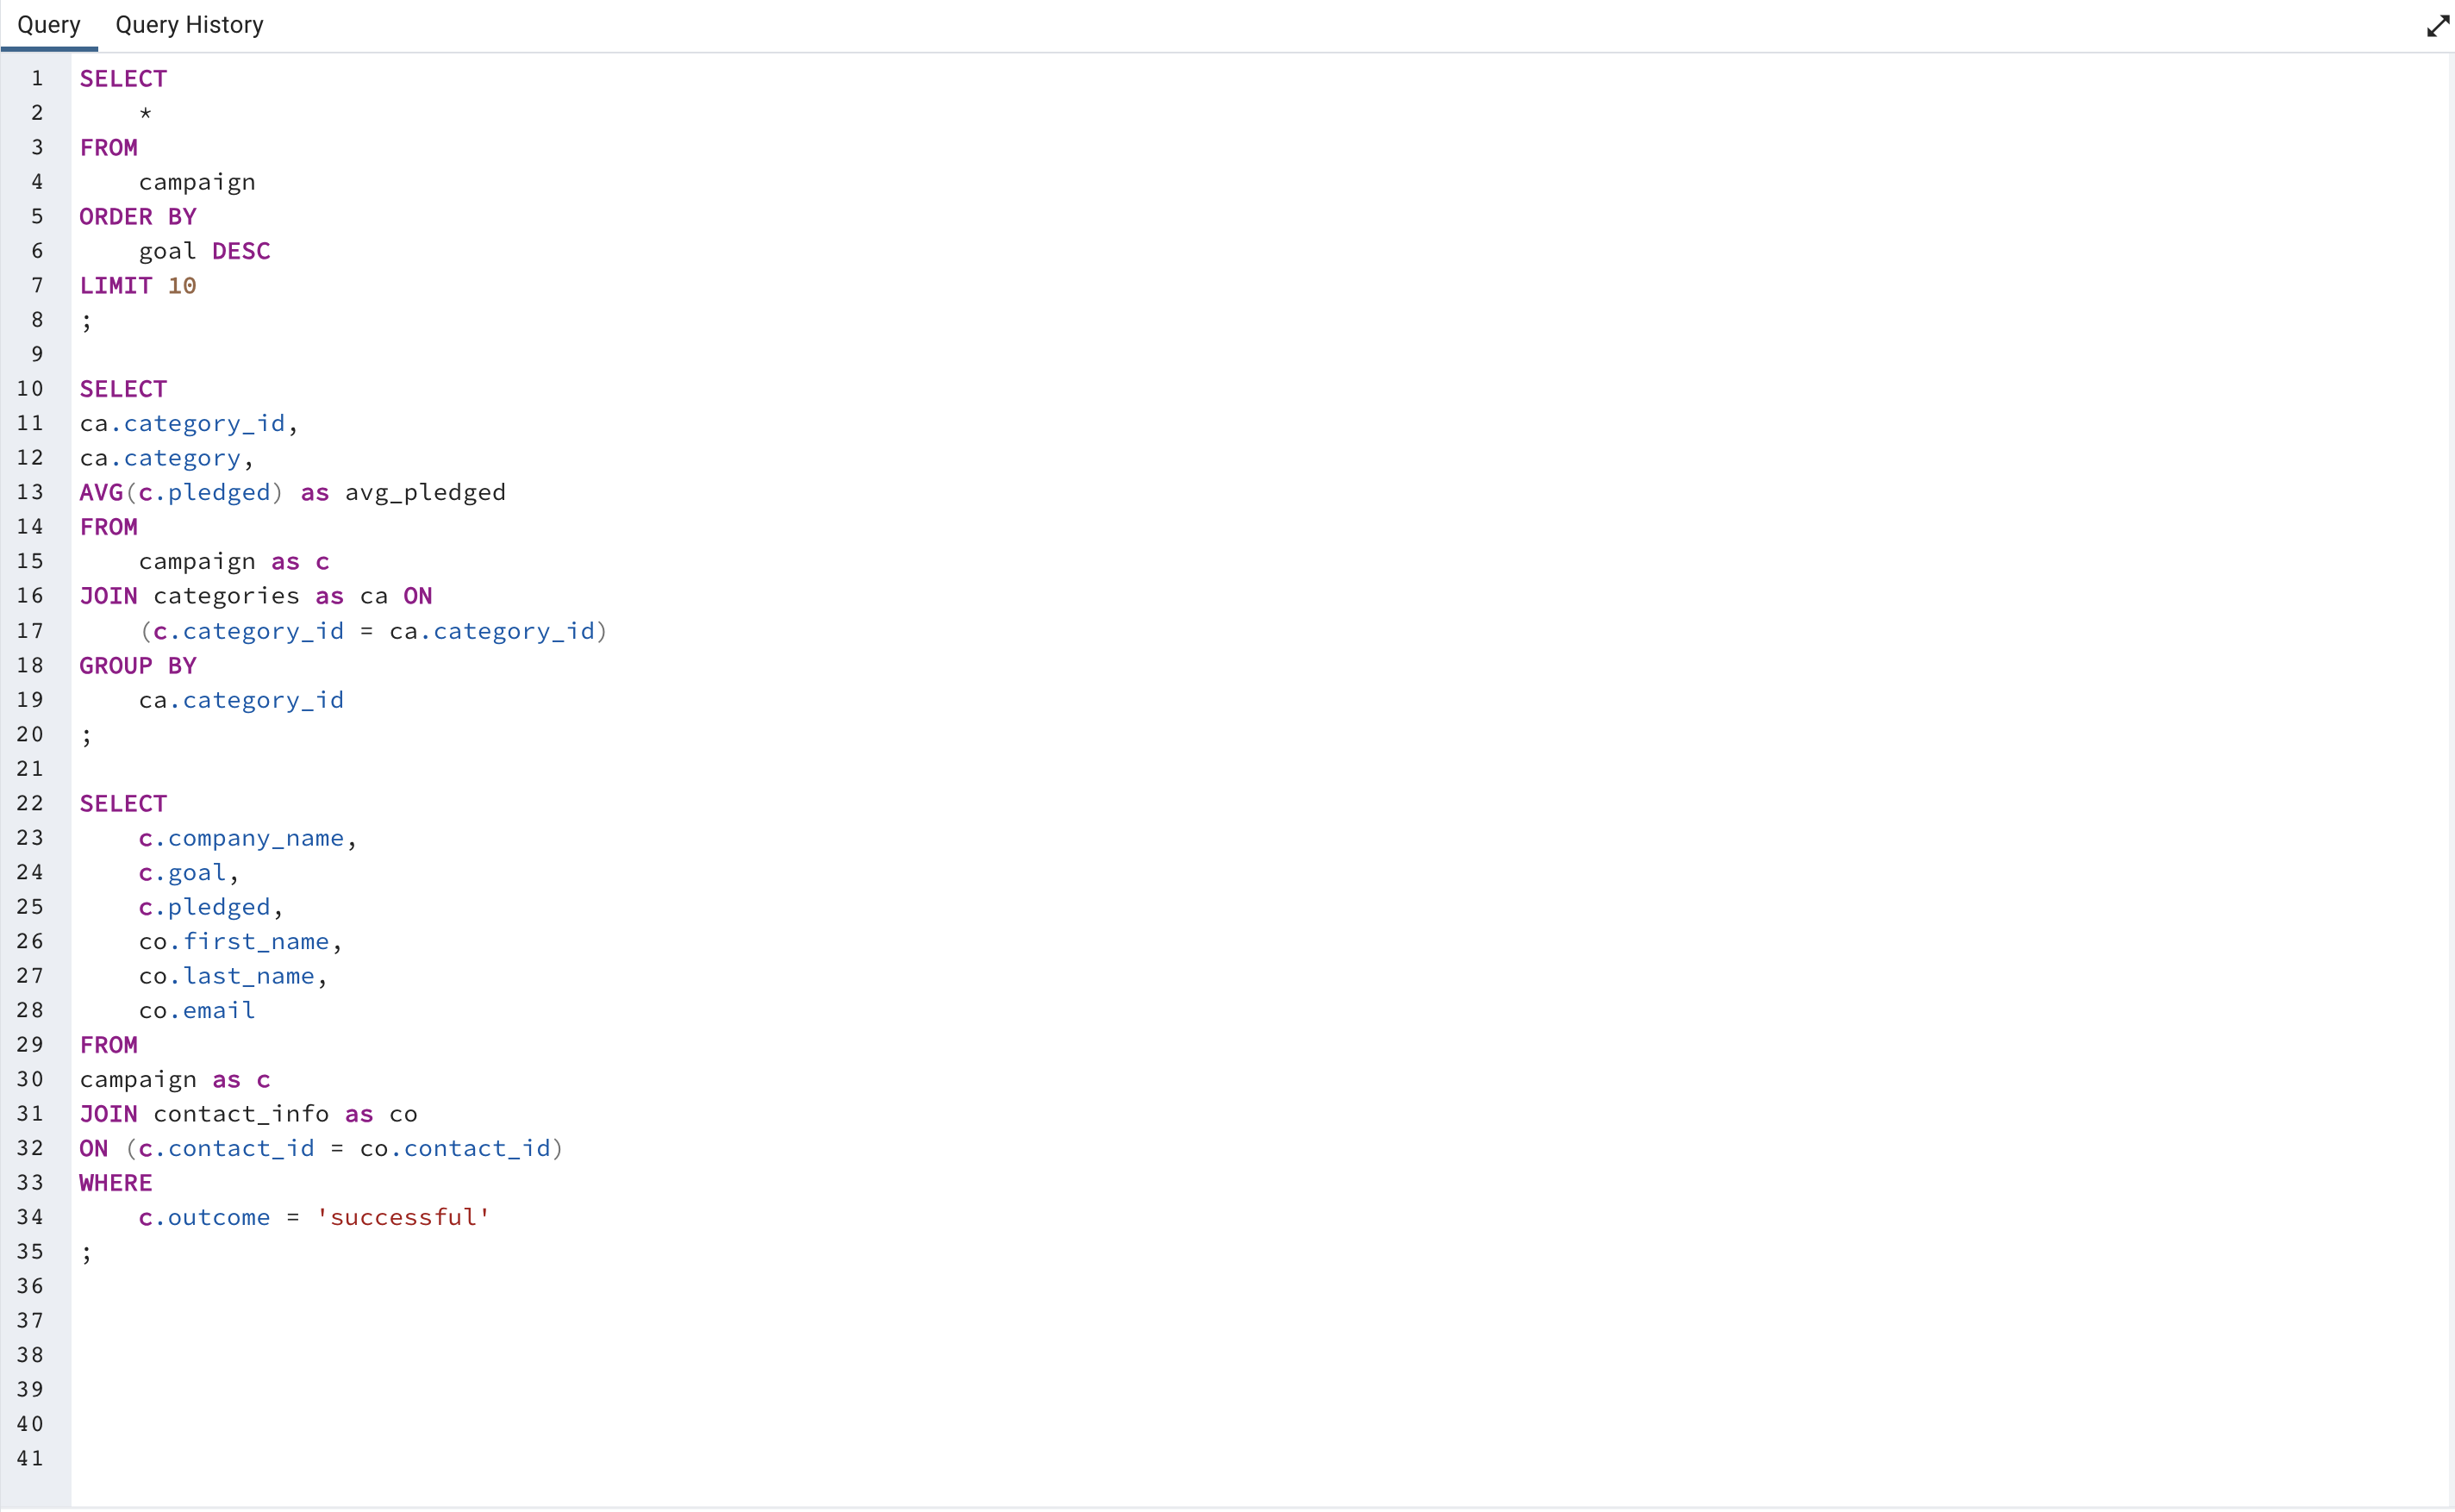 Query Query History
1 SELECT
2     *
3 FROM
4     campaign
5 ORDER BY
6     goal DESC
7 LIMIT 10
8 ;
9
10 SELECT
11 ca.category_id,
12 ca.category,
13 AVG(c.pledged) as avg_pledged
14 FROM
15     campaign as c
16 JOIN categories as ca ON
17     (c.category_id = ca.category_id)
18 GROUP BY
19     ca.category_id
20 ;
21
22 SELECT
23     c.company_name,
24     c.goal,
25     c.pledged,
26     co.first_name,
27     co.last_name,
28     co.email
29 FROM
30 campaign as c
31 JOIN contact_info as co
32 ON (c.contact_id = co.contact_id)
33 WHERE
34     c.outcome = 'successful'
35 ;
36
37
38
39
40
41